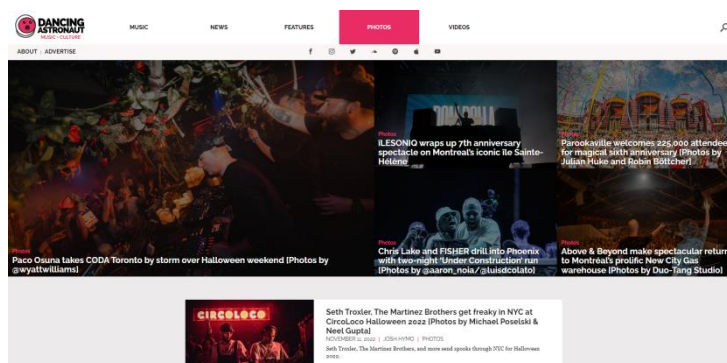 DANCING
ASTRONAUT
MUSIC + CULTURE
MUSIC
NEWS
FEATURES
PHOTOS
VIDEOS
ABOUT : ADVERTISE
Photos
Paco Osuna takes CODA Toronto by storm over Halloween weekend [Photos by
@wyattwilliams]
Photos
ILESONIQ wraps up 7th anniversary
spectacle on Montreal's iconic île Sainte-
Hélène
Photos
Parookaville welcomes 225,000 attendee
for magical sixth anniversary [Photos by
Julian Huke and Robin Böttcher]
Photos
Chris Lake and FISHER drill into Phoenix
with two-night 'Under Construction' run
[Photos by @aaron_noia/@luisdcolato]
Photos
Above & Beyond make spectacular return
to Montréal's prolific New City Gas
warehouse [Photos by Duo-Tang Studio]
CIRCOLOCO
Seth Troxler, The Martinez Brothers get freaky in NYC at
CircoLoco Halloween 2022 [Photos by Michael Poselski &
Neel Gupta]
NOVEMBER 11, 2022 | JOSH HYMO | PHOTOS
Seth Troxler, The Martinez Brothers, and more send spooks through NYC for Halloween
2022.